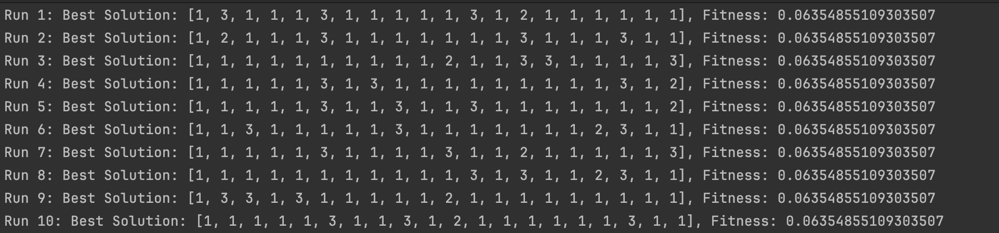 Run 1: Best Solution: [1, 3, 1, 1, 1, 3, 1, 1, 1, 1, 1, 3, 1, 2, 1, 1, 1, 1, 1, 1], Fitness: 0.06354855109303507
Run 2: Best Solution: [1, 2, 1, 1, 1, 3, 1, 1, 1, 1, 1, 1, 1, 3, 1, 1, 1, 3, 1, 1], Fitness: 0.06354855109303507
Run 3: Best Solution: [1, 1, 1, 1, 1, 1, 1, 1, 1, 1, 2, 1, 1, 3, 3, 1, 1, 1, 1, 3], Fitness: 0.06354855109303507
Run 4: Best Solution: [1, 1, 1, 1, 1, 3, 1, 3, 1, 1, 1, 1, 1, 1, 1, 1, 1, 3, 1, 2], Fitness: 0.06354855109303507
Run 5: Best Solution: [1, 1, 1, 1, 1, 3, 1, 1, 3, 1, 1, 3, 1, 1, 1, 1, 1, 1, 1, 2], Fitness: 0.06354855109303507
Run 6: Best Solution: [1, 1, 3, 1, 1, 1, 1, 1, 3, 1, 1, 1, 1, 1, 1, 1, 2, 3, 1, 1], Fitness: 0.06354855109303507
Run 7: Best Solution: [1, 1, 1, 1, 1, 3, 1, 1, 1, 1, 3, 1, 1, 2, 1, 1, 1, 1, 1, 3], Fitness: 0.06354855109303507
Run 8: Best Solution: [1, 1, 1, 1, 1, 1, 1, 1, 1, 1, 1, 3, 1, 3, 1, 1, 2, 3, 1, 1], Fitness: 0.06354855109303507
Run 9: Best Solution: [1, 3, 3, 1, 3, 1, 1, 1, 1, 1, 2, 1, 1, 1, 1, 1, 1, 1, 1, 1], Fitness: 0.06354855109303507
Run 10: Best Solution: [1, 1, 1, 1, 1, 3, 1, 1, 3, 1, 2, 1, 1, 1, 1, 1, 1, 3, 1, 1], Fitness: 0.06354855109303507